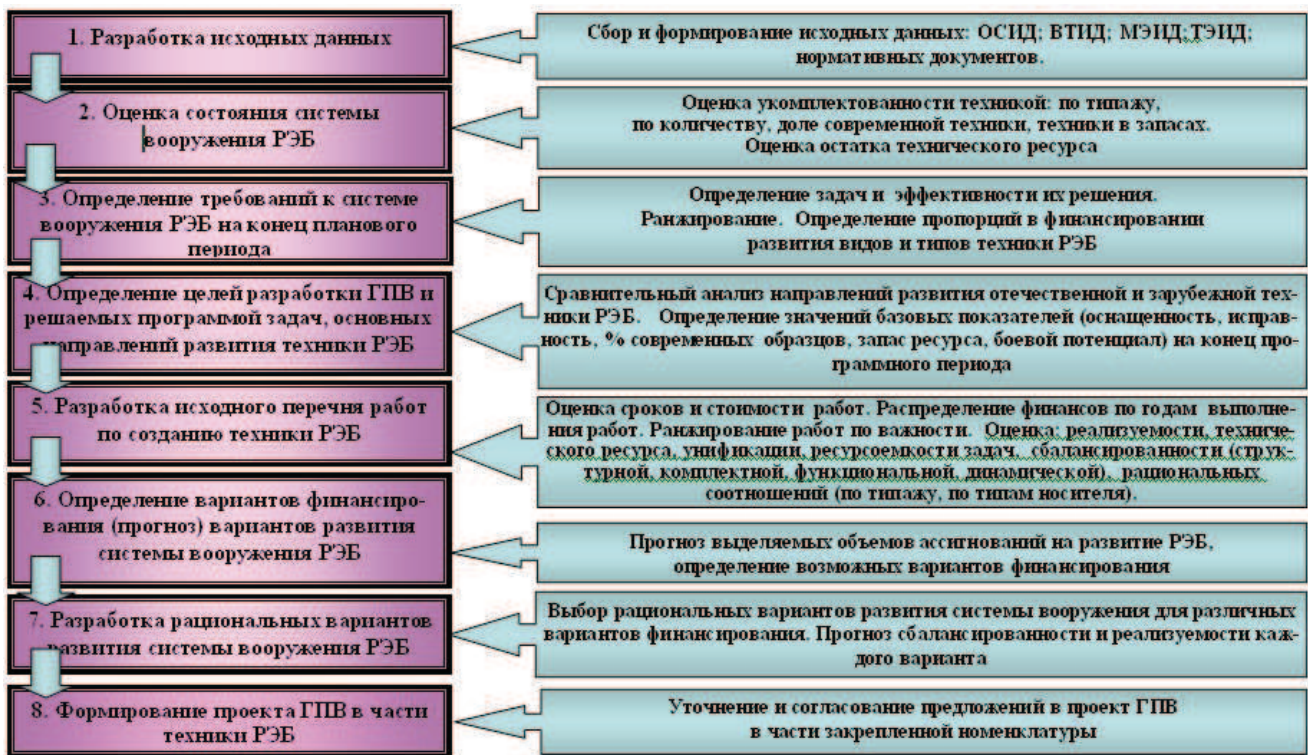 1. Разработка исходных данных
Сбор и формирование исходных данных: ОСИД; ВТИД; МЭИД; ТЭИД;
нормативных документов.
2. Оценка состояния системы
вооружения РЭБ
Оценка укомплектованности техникой: по типажу,
по количеству, доле современной техники, техники в запасах.
Оценка остатка технического ресурса
3. Определение требований к системе
вооружения РЭБ на конец планового
периода
Определение задач и эффективности их решения.
Ранжирование. Определение пропорций в финансировании
развития видов и типов техники РЭБ
4. Определение целей разработки ГПВ и
решаемых программой задач, основных
направлений развития техники РЭБ
Сравнительный анализ направлений развития отечественной и зарубежной тех-
ники РЭБ. Определение значений базовых показателей (оснащенность, исправ-
ность, % современных образцов, запас ресурса, боевой потенциал) на конец про-
граммного периода
5. Разработка исходного перечня работ
по созданию техники РЭБ
Оценка сроков и стоимости работ. Распределение финансов по годам выполне-
ния работ. Ранжирование работ по важности. Оценка: реализуемости, техниче-
ского ресурса, унификации, ресурсоемкости задач, сбалансированности (струк-
турной, комплектной, функциональной, динамической), рациональных
соотношений (по типажу, по типам носителя).
6. Определение вариантов финансиро-
вания (прогноз) вариантов развития
системы вооружения РЭБ
Прогноз выделяемых объемов ассигнований на развитие РЭБ,
определение возможных вариантов финансирования
7. Разработка рациональных вариантов
развития системы вооружения РЭБ
Выбор рациональных вариантов развития системы вооружения для различных
вариантов финансирования. Прогноз сбалансированности и реализуемости каж-
дого варианта
8. Формирование проекта ГПВ в части
техники РЭБ
Уточнение и согласование предложений в проект ГПВ
в части закрепленной номенклатуры